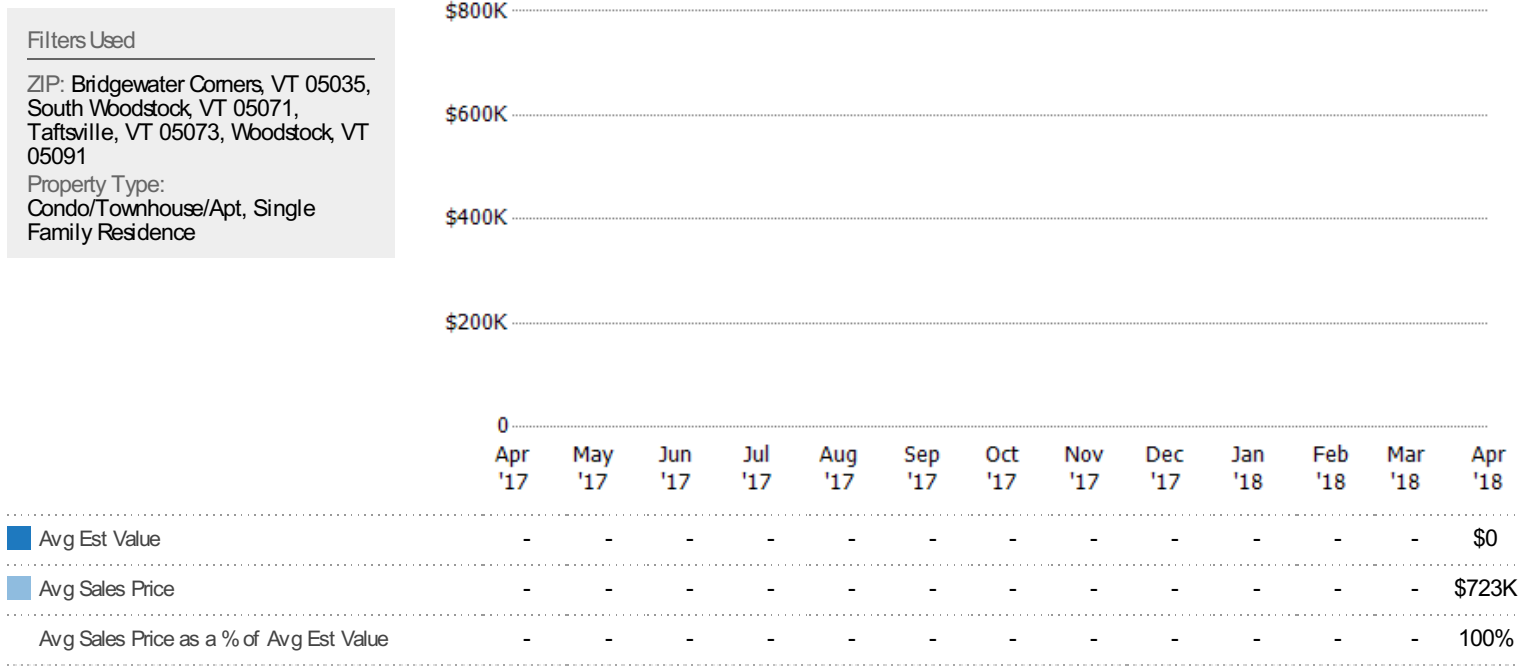 Filters Used
ZIP: Bridgewater Corners, VT 05035,
South Woodstock, VT 05071,
Taftsville, VT 05073, Woodstock, VT
05091
Property Type:
Condo/Townhouse/Apt, Single
Family Residence
$800K
$600K
$400K
$200K
0
Apr May Jun Jul Aug Sep Oct Nov Dec Jan Feb Mar Apr
'17 '17 '17 '17 '17 '17 '17 '17 '17 '18 '18 '18 '18
Avg Est Value - - - - - - - - - - - - $0
Avg Sales Price - - - - - - - - - - - - $723K
Avg Sales Price as a % of Avg Est Value - - - - - - - - - - - - 100%